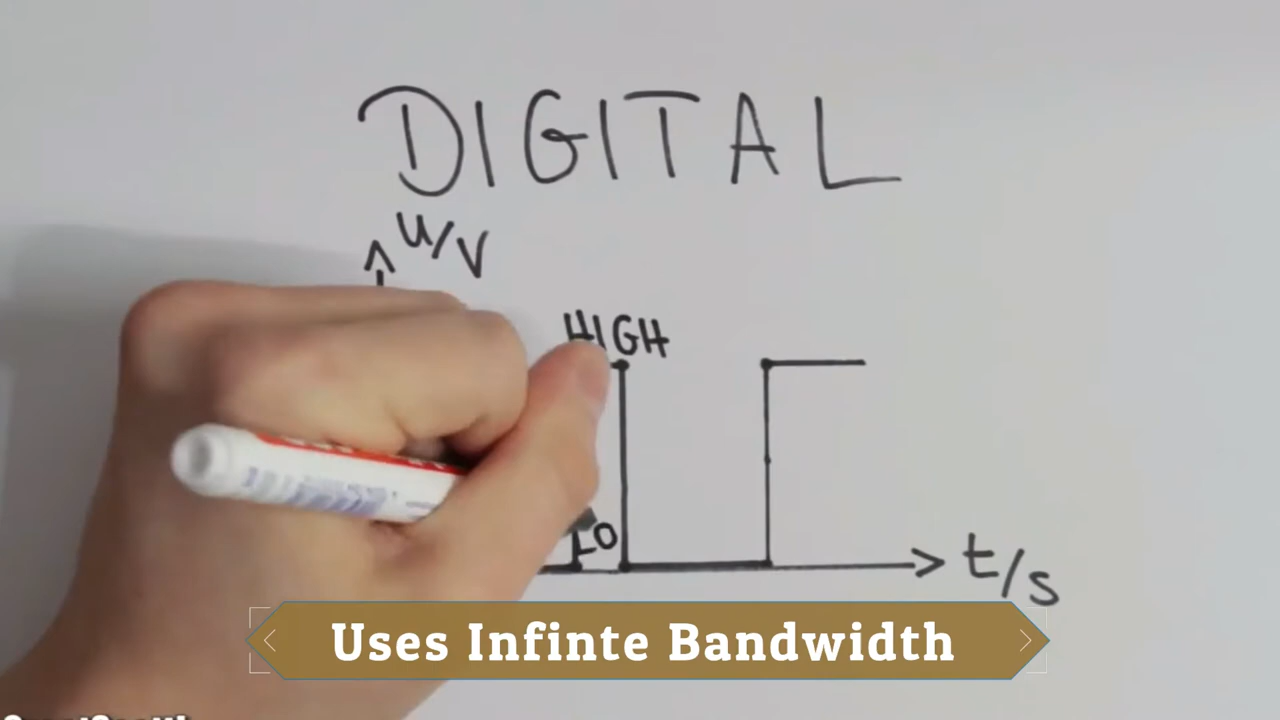 DIGITAL
U/V
HIGH
LO
t/s
Uses Infinte Bandwidth